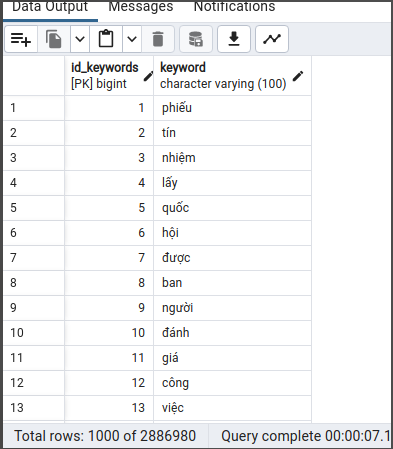 Data Output Messages Notifications
id_keywords keyword
[PK] bigint character varying (100)
1 1 phiếu
2 2 tín
3 3 nhiệm
4 4 lấy
5 5 quốc
6 6 hội
7 7 được
8 8 ban
9 9 người
10 10 đánh
11 11 giá
12 12 công
13 13 việc
Total rows: 1000 of 2886980 Query complete 00:00:07.1